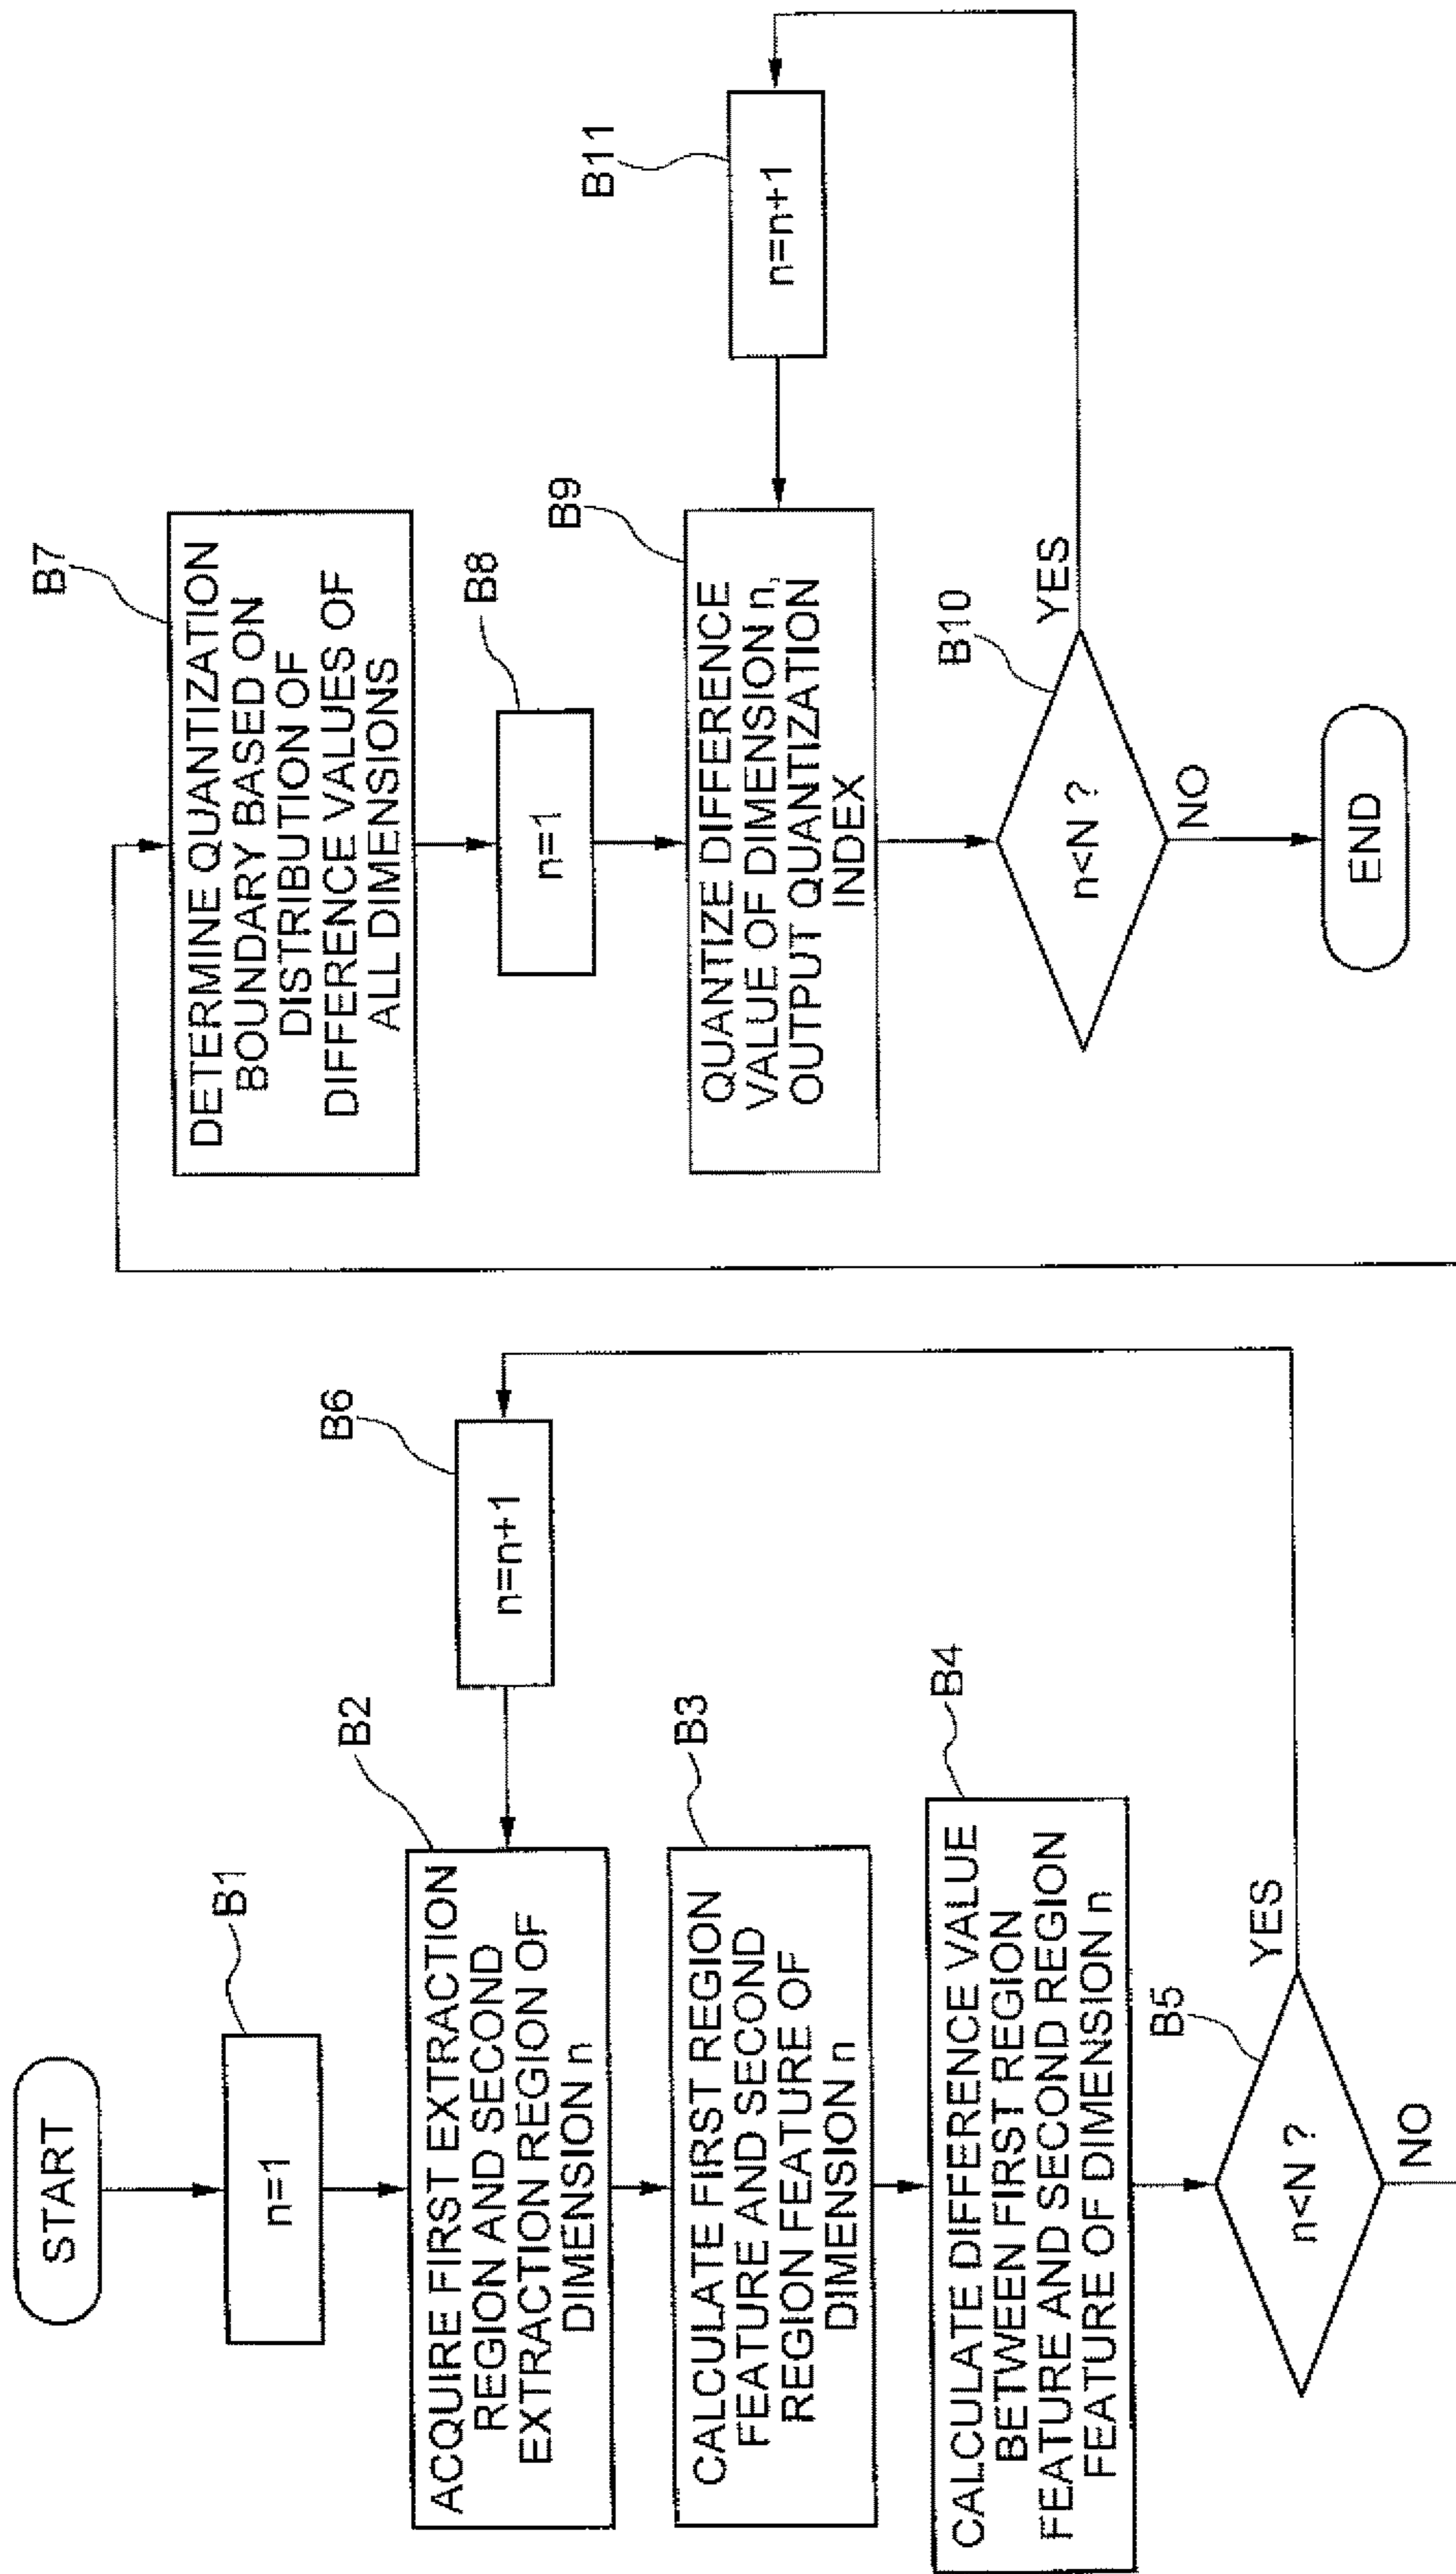 START
B1
n=1
B2
ACQUIRE FIRST EXTRACTION
REGION AND SECOND
EXTRACTION REGION OF
DIMENSION n
B6
n=n+1
B3
CALCULATE FIRST REGION
FEATURE AND SECOND
REGION FEATURE OF
DIMENSION n
B4
CALCULATE DIFFERENCE VALUE
BETWEEN FIRST REGION
FEATURE AND SECOND REGION
FEATURE OF DIMENSION n
B5
n<N ?
YES
NO
B7
DETERMINE QUANTIZATION
BOUNDARY BASED ON
DISTRIBUTION OF
DIFFERENCE VALUES OF
ALL DIMENSIONS
B8
n=1
B9
QUANTIZE DIFFERENCE
VALUE OF DIMENSION n,
OUTPUT QUANTIZATION
INDEX
B11
n=n+1
B10
n<N ?
YES
NO
END